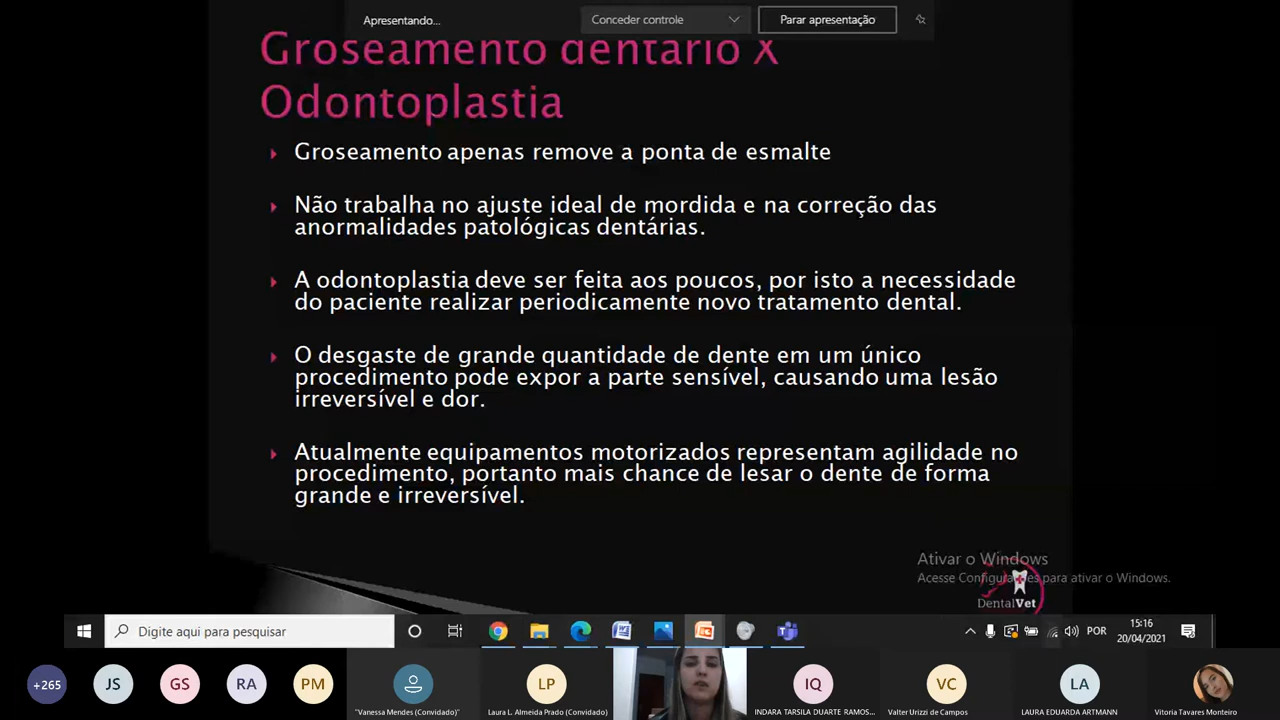 Apresentando...
Conceder controle
Parar apresentação
Groseamento dentário X
Odontoplastia
Groseamento apenas remove a ponta de esmalte
Não trabalha no ajuste ideal de mordida e na correção das
anormalidades patológicas dentárias.
A odontoplastia deve ser feita aos poucos, por isto a necessidade
do paciente realizar periodicamente novo tratamento dental.
O desgaste de grande quantidade de dente em um único
procedimento pode expor a parte sensível, causando uma lesão
irreversível e dor.
Atualmente equipamentos motorizados representam agilidade no
procedimento, portanto mais chance de lesar o dente de forma
grande e irreversível.
Ativar o Windows
Acesse Configurações para ativar o Windows.
DentalVet
Digite aqui para pesquisar
POR
15:16
20/04/2021
+265
JS
GS
RA
PM
"Vanessa Mendes (Convidado)"
LP
Laura L. Almeida Prado (Convidado)
IQ
INDARA TARSILA DUARTE RAMOS...
VC
Valter Urizzi de Campos
LA
LAURA EDUARDA ARTMANN
Vitoria Tavares Monteiro